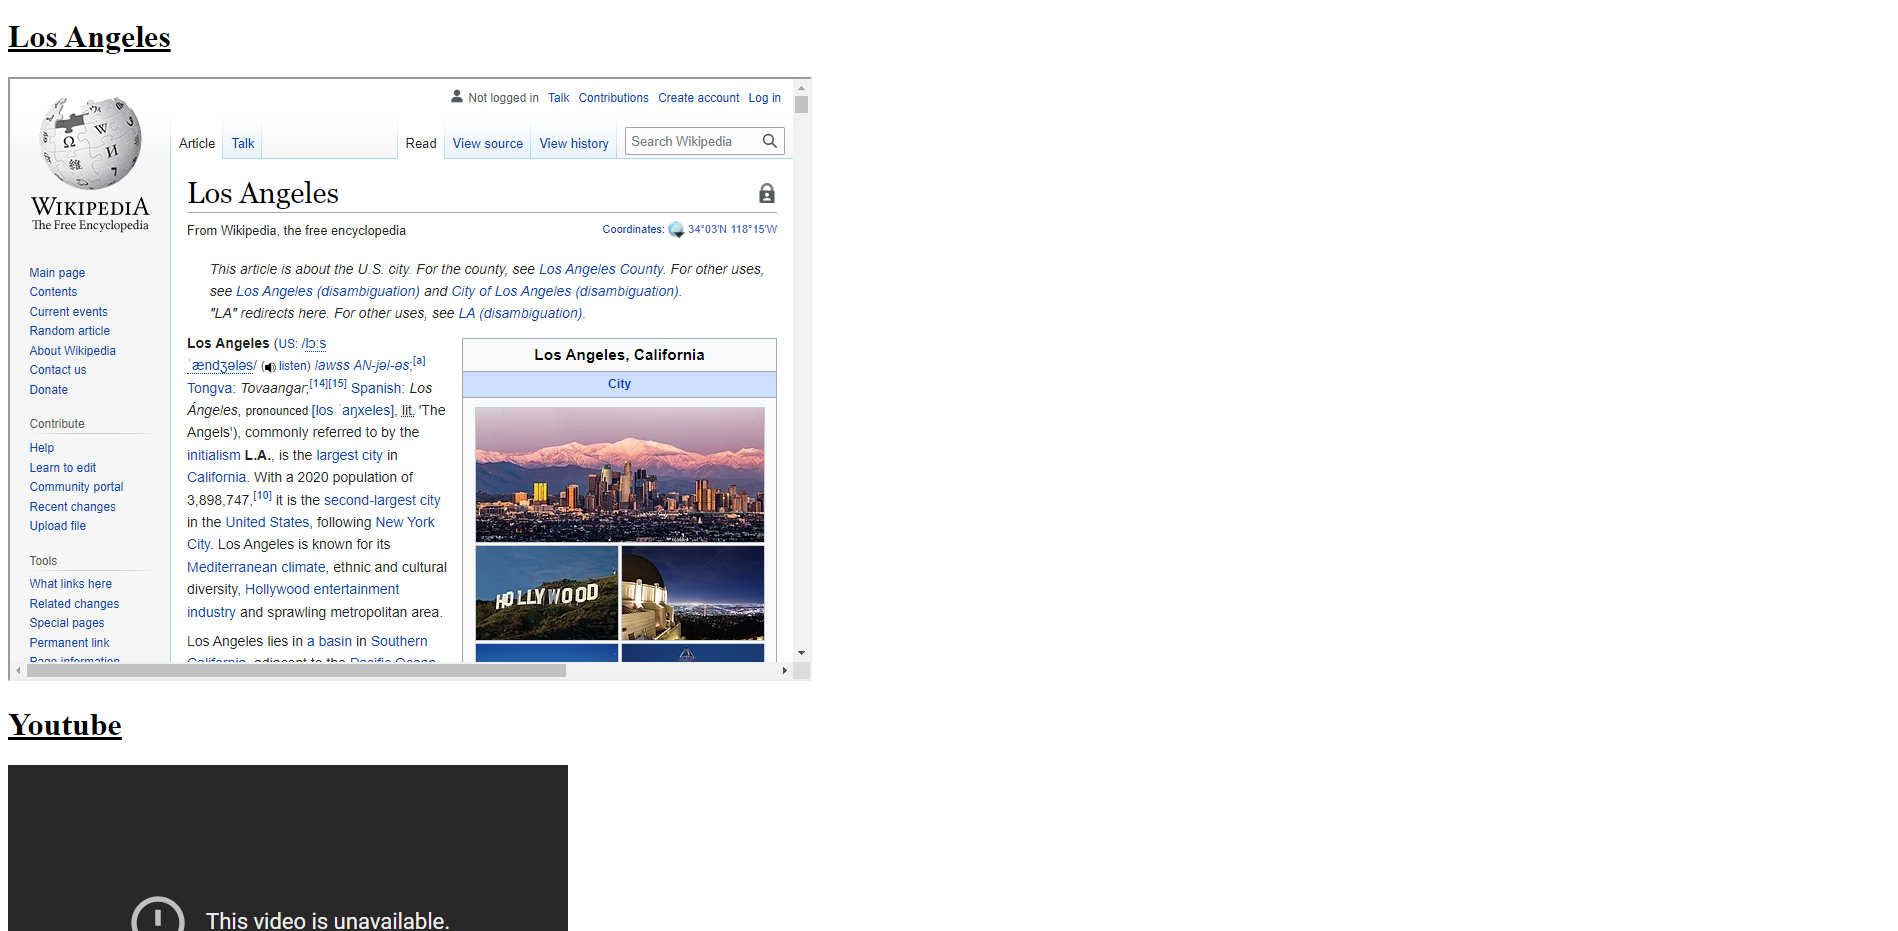 Los Angeles
Not logged in Talk Contributions Create account Log in
Article Talk Read View source View history Search Wikipedia
WIKIPEDIA
The Free Encyclopedia
Main page
Contents
Current events
Random article
About Wikipedia
Contact us
Donate
Contribute
Help
Learn to edit
Community portal
Recent changes
Upload file
Tools
What links here
Related changes
Special pages
Permanent link
Page information
Los Angeles
From Wikipedia, the free encyclopedia
Coordinates: 34°03′N 118°15′W
This article is about the U.S. city. For the county, see Los Angeles County. For other uses,
see Los Angeles (disambiguation) and City of Los Angeles (disambiguation).
"LA" redirects here. For other uses, see LA (disambiguation).
Los Angeles (US: /lɔːs
ˈændʒələs/ (listen) lawss AN-jəl-əs;[a]
Tongva: Tovaangar;[14][15] Spanish: Los
Ángeles, pronounced [los ˈaŋxeles], lit. 'The
Angels'), commonly referred to by the
initialism L.A., is the largest city in
California. With a 2020 population of
3,898,747,[10] it is the second-largest city
in the United States, following New York
City. Los Angeles is known for its
Mediterranean climate, ethnic and cultural
diversity, Hollywood entertainment
industry and sprawling metropolitan area.
Los Angeles lies in a basin in Southern
California, adjacent to the Pacific Ocean
Los Angeles, California
City
HOLLYWOOD
Youtube
This video is unavailable.